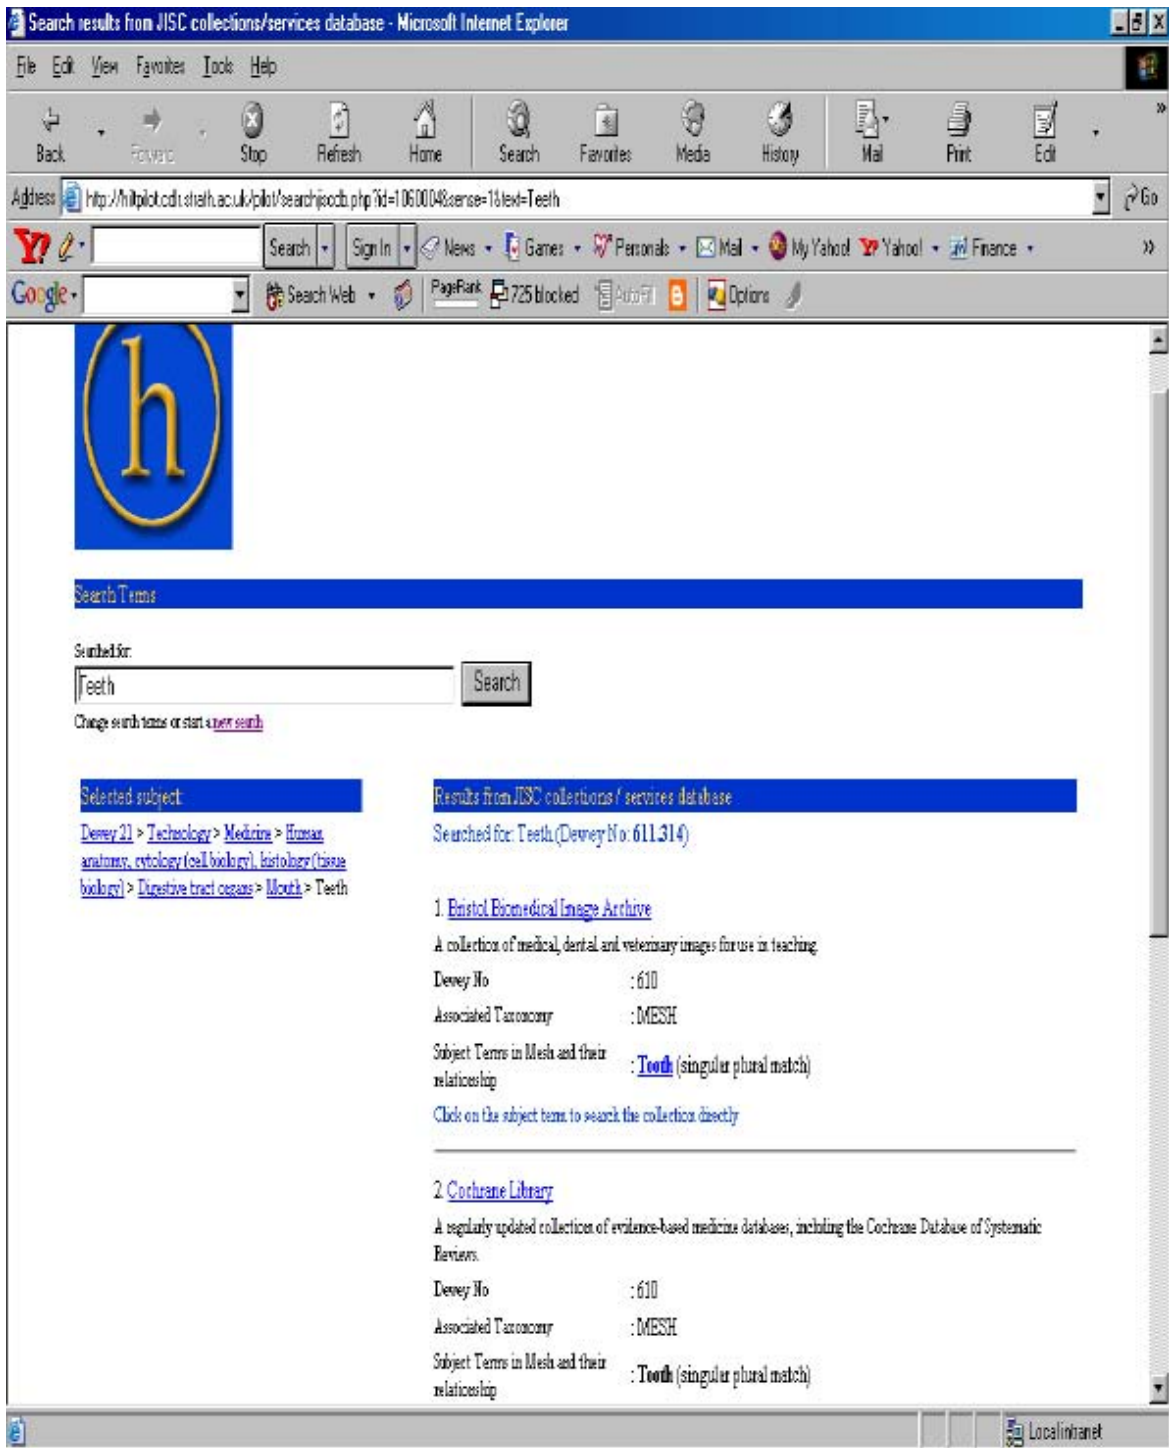 Search results from JISC collections/services database - Microsoft Internet Explorer
File Edit View Favorites Tools Help
Back Forward Stop Refresh Home Search Favorites Media History Mail Print Edit
Address http://hiltpilot.cdlr.strath.ac.uk/pilot/searchjiscdb.php?id=1060004&sense=1&text=Teeth Go
Y! Search Sign In News Games Personals Mail My Yahoo! Yahoo! Finance
Google Search Web PageRank 725 blocked AutoFill Options
h
Search Terms
Searched for:
Teeth Search
Change search terms or start a new search
Selected subject:
Dewey 21 > Technology > Medicine > Human
anatomy, cytology (cell biology), histology (tissue
biology) > Digestive tract organs > Mouth > Teeth
Results from JISC collections / services database
Searched for: Teeth (Dewey No: 611.314)
1. Bristol Biomedical Image Archive
A collection of medical, dental and veterinary images for use in teaching.
Dewey No : 610
Associated Taxonomy : MESH
Subject Terms in Mesh and their
relationship : Tooth (singular plural match)
Click on the subject term to search the collection directly
2. Cochrane Library
A regularly updated collection of evidence-based medicine databases, including the Cochrane Database of Systematic
Reviews.
Dewey No : 610
Associated Taxonomy : MESH
Subject Terms in Mesh and their
relationship : Tooth (singular plural match)
Local intranet